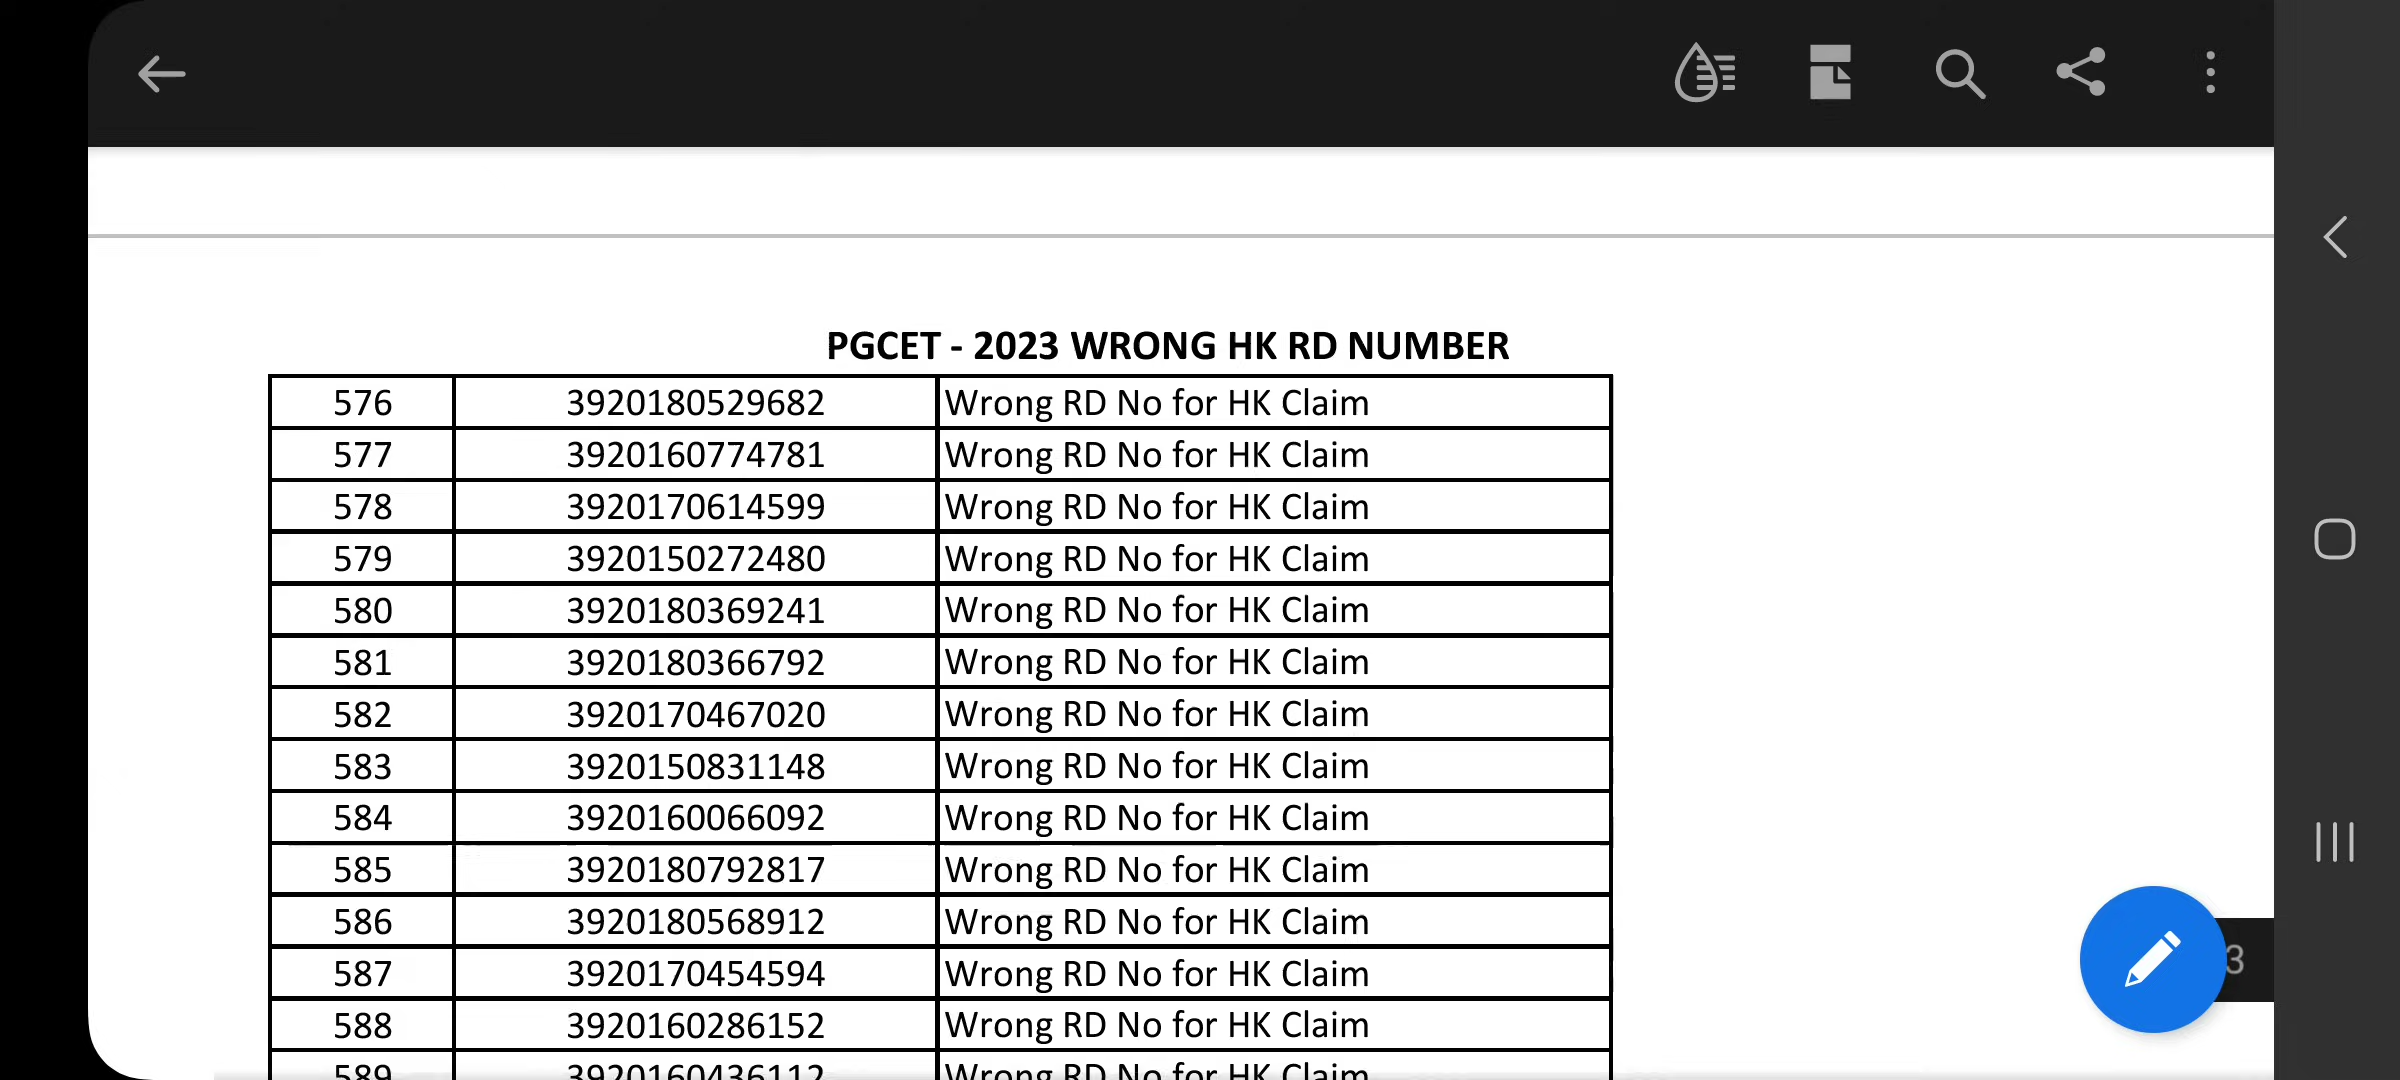 PGCET - 2023 WRONG HK RD NUMBER
576 3920180529682 Wrong RD No for HK Claim
577 3920160774781 Wrong RD No for HK Claim
578 3920170614599 Wrong RD No for HK Claim
579 3920150272480 Wrong RD No for HK Claim
580 3920180369241 Wrong RD No for HK Claim
581 3920180366792 Wrong RD No for HK Claim
582 3920170467020 Wrong RD No for HK Claim
583 3920150831148 Wrong RD No for HK Claim
584 3920160066092 Wrong RD No for HK Claim
585 3920180792817 Wrong RD No for HK Claim
586 3920180568912 Wrong RD No for HK Claim
587 3920170454594 Wrong RD No for HK Claim
3
588 3920160286152 Wrong RD No for HK Claim
589 3920160436112 Wrong RD No for HK Claim